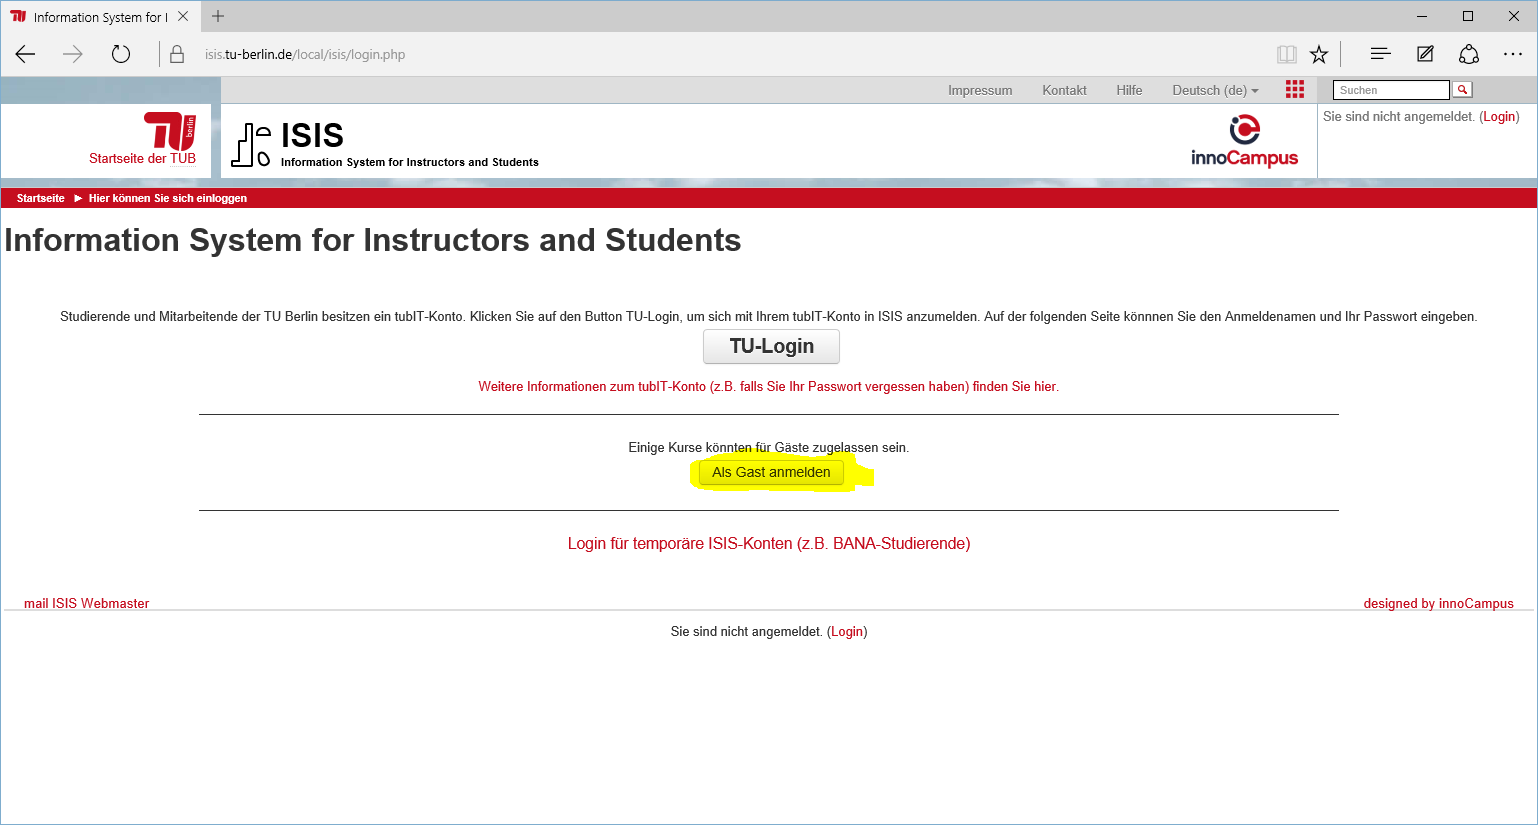 Information System for I
isis.tu-berlin.de/local/isis/login.php
Impressum Kontakt Hilfe Deutsch (de) Suchen
berlin
Startseite der TUB
ISIS
Information System for Instructors and Students
innoCampus
Sie sind nicht angemeldet. (Login)
Startseite ► Hier können Sie sich einloggen
Information System for Instructors and Students
Studierende und Mitarbeitende der TU Berlin besitzen ein tubIT-Konto. Klicken Sie auf den Button TU-Login, um sich mit Ihrem tubIT-Konto in ISIS anzumelden. Auf der folgenden Seite könnnen Sie den Anmeldenamen und Ihr Passwort eingeben.
TU-Login
Weitere Informationen zum tubIT-Konto (z.B. falls Sie Ihr Passwort vergessen haben) finden Sie hier.
Einige Kurse könnten für Gäste zugelassen sein.
Als Gast anmelden
Login für temporäre ISIS-Konten (z.B. BANA-Studierende)
mail ISIS Webmaster designed by innoCampus
Sie sind nicht angemeldet. (Login)